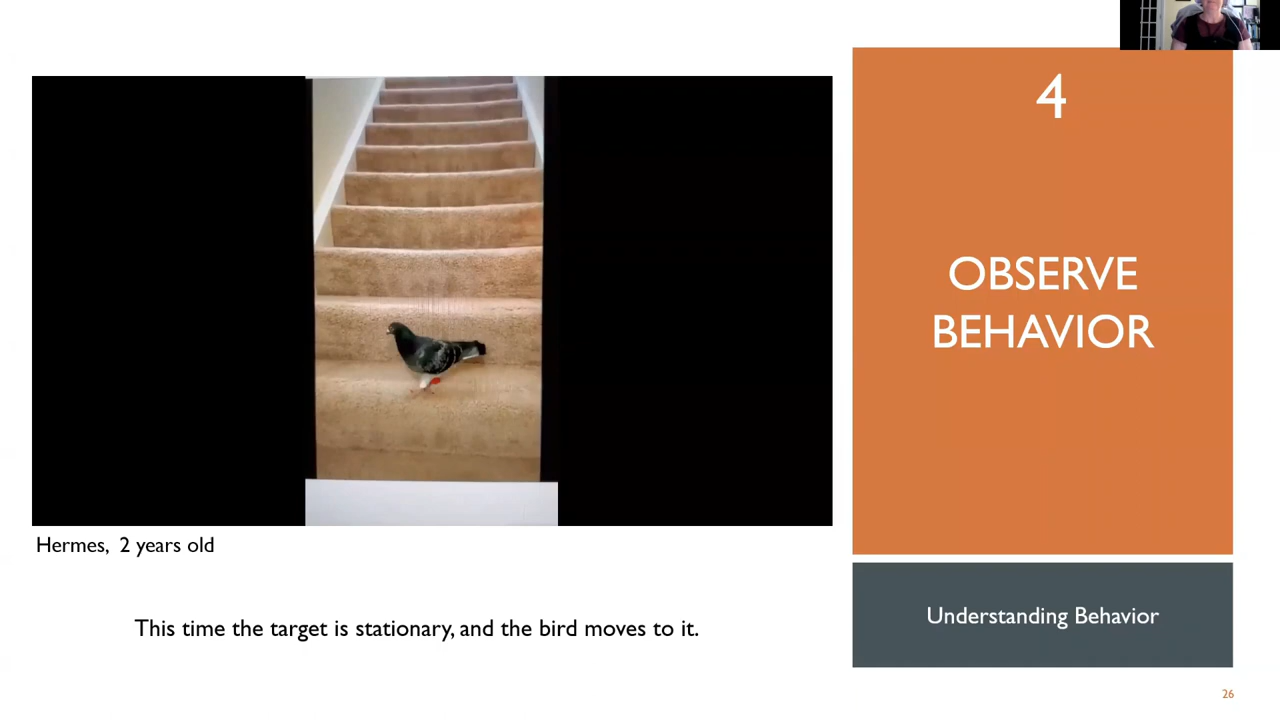 4
OBSERVE
BEHAVIOR
Hermes, 2 years old
This time the target is stationary, and the bird moves to it.
Understanding Behavior
26